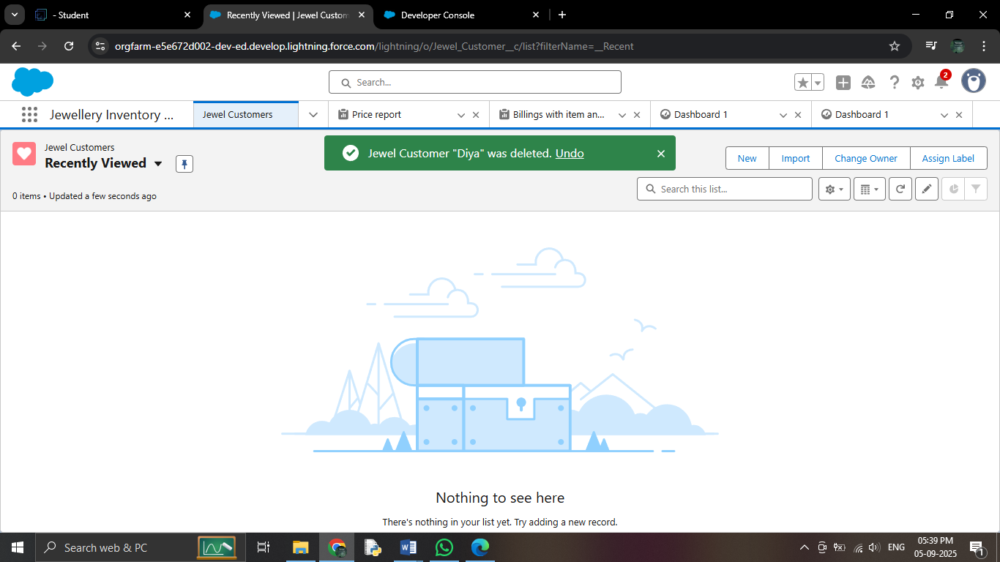 - Student
Recently Viewed | Jewel Custom
Developer Console
orgfarm-e5e672d002-dev-ed.develop.lightning.force.com/lightning/o/Jewel_Customer__c/list?filterName=__Recent
Search...
2
Jewellery Inventory ...
Jewel Customers
Price report
Billings with item an...
Dashboard 1
Dashboard 1
Jewel Customers
Recently Viewed
Jewel Customer "Diya" was deleted. Undo
New
Import
Change Owner
Assign Label
0 items • Updated a few seconds ago
Search this list...
Nothing to see here
There's nothing in your list yet. Try adding a new record.
Search web & PC
ENG
05:39 PM
05-09-2025
1